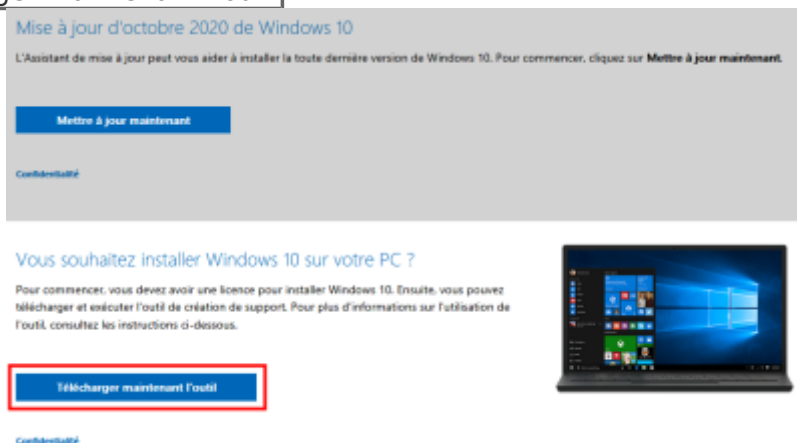 Mise à jour d'octobre 2020 de Windows 10
L'Assistant de mise à jour peut vous aider à installer la toute dernière version de Windows 10. Pour commencer, cliquez sur Mettre à jour maintenant.
Mettre à jour maintenant
Confidentialité
Vous souhaitez installer Windows 10 sur votre PC ?
Pour commencer, vous devez avoir une licence pour installer Windows 10. Ensuite, vous pouvez
télécharger et exécuter l'outil de création de support. Pour plus d'informations sur l'utilisation de
l'outil, consultez les instructions ci-dessous.
Télécharger maintenant l'outil
Confidentialité